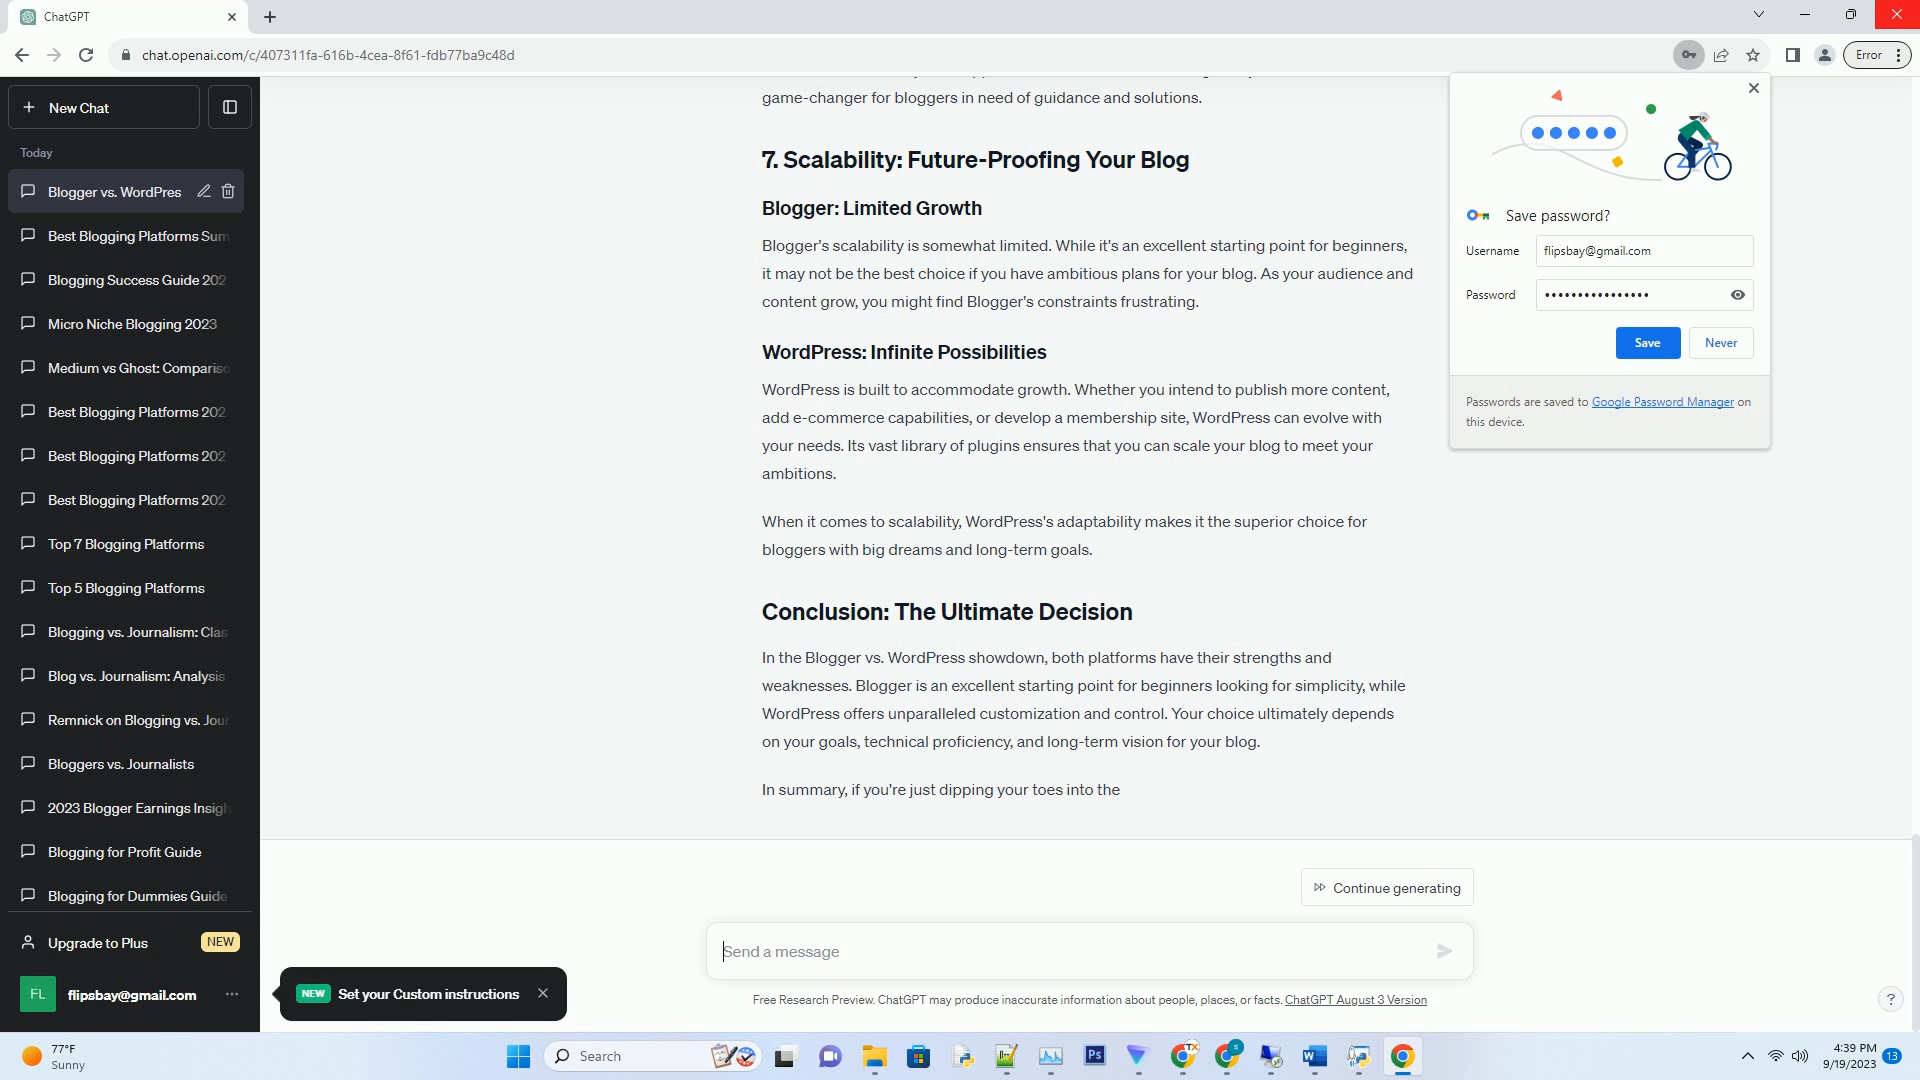 ChatGPT
chat.openai.com/c/407311fa-616b-4cea-8f61-fdb77ba9c48d
Error
New Chat
Today
Blogger vs. WordPres
Best Blogging Platforms Sum
Blogging Success Guide 202
Micro Niche Blogging 2023
Medium vs Ghost: Compariso
Best Blogging Platforms 202
Best Blogging Platforms 202
Best Blogging Platforms 202
Top 7 Blogging Platforms
Top 5 Blogging Platforms
Blogging vs. Journalism: Clas
Blog vs. Journalism: Analysis
Remnick on Blogging vs. Jour
Bloggers vs. Journalists
2023 Blogger Earnings Insigh
Blogging for Profit Guide
Blogging for Dummies Guide
Upgrade to Plus NEW
FL flipsbay@gmail.com
NEW Set your Custom instructions
game-changer for bloggers in need of guidance and solutions.
7. Scalability: Future-Proofing Your Blog
Blogger: Limited Growth
Blogger's scalability is somewhat limited. While it's an excellent starting point for beginners,
it may not be the best choice if you have ambitious plans for your blog. As your audience and
content grow, you might find Blogger's constraints frustrating.
WordPress: Infinite Possibilities
WordPress is built to accommodate growth. Whether you intend to publish more content,
add e-commerce capabilities, or develop a membership site, WordPress can evolve with
your needs. Its vast library of plugins ensures that you can scale your blog to meet your
ambitions.
When it comes to scalability, WordPress's adaptability makes it the superior choice for
bloggers with big dreams and long-term goals.
Conclusion: The Ultimate Decision
In the Blogger vs. WordPress showdown, both platforms have their strengths and
weaknesses. Blogger is an excellent starting point for beginners looking for simplicity, while
WordPress offers unparalleled customization and control. Your choice ultimately depends
on your goals, technical proficiency, and long-term vision for your blog.
In summary, if you're just dipping your toes into the
Continue generating
Send a message
Free Research Preview. ChatGPT may produce inaccurate information about people, places, or facts. ChatGPT August 3 Version
?
Save password?
Username flipsbay@gmail.com
Password ••••••••••••••••
Save Never
Passwords are saved to Google Password Manager on
this device.
77°F
Sunny
Search
Ps
TX
S
4:39 PM
9/19/2023
13